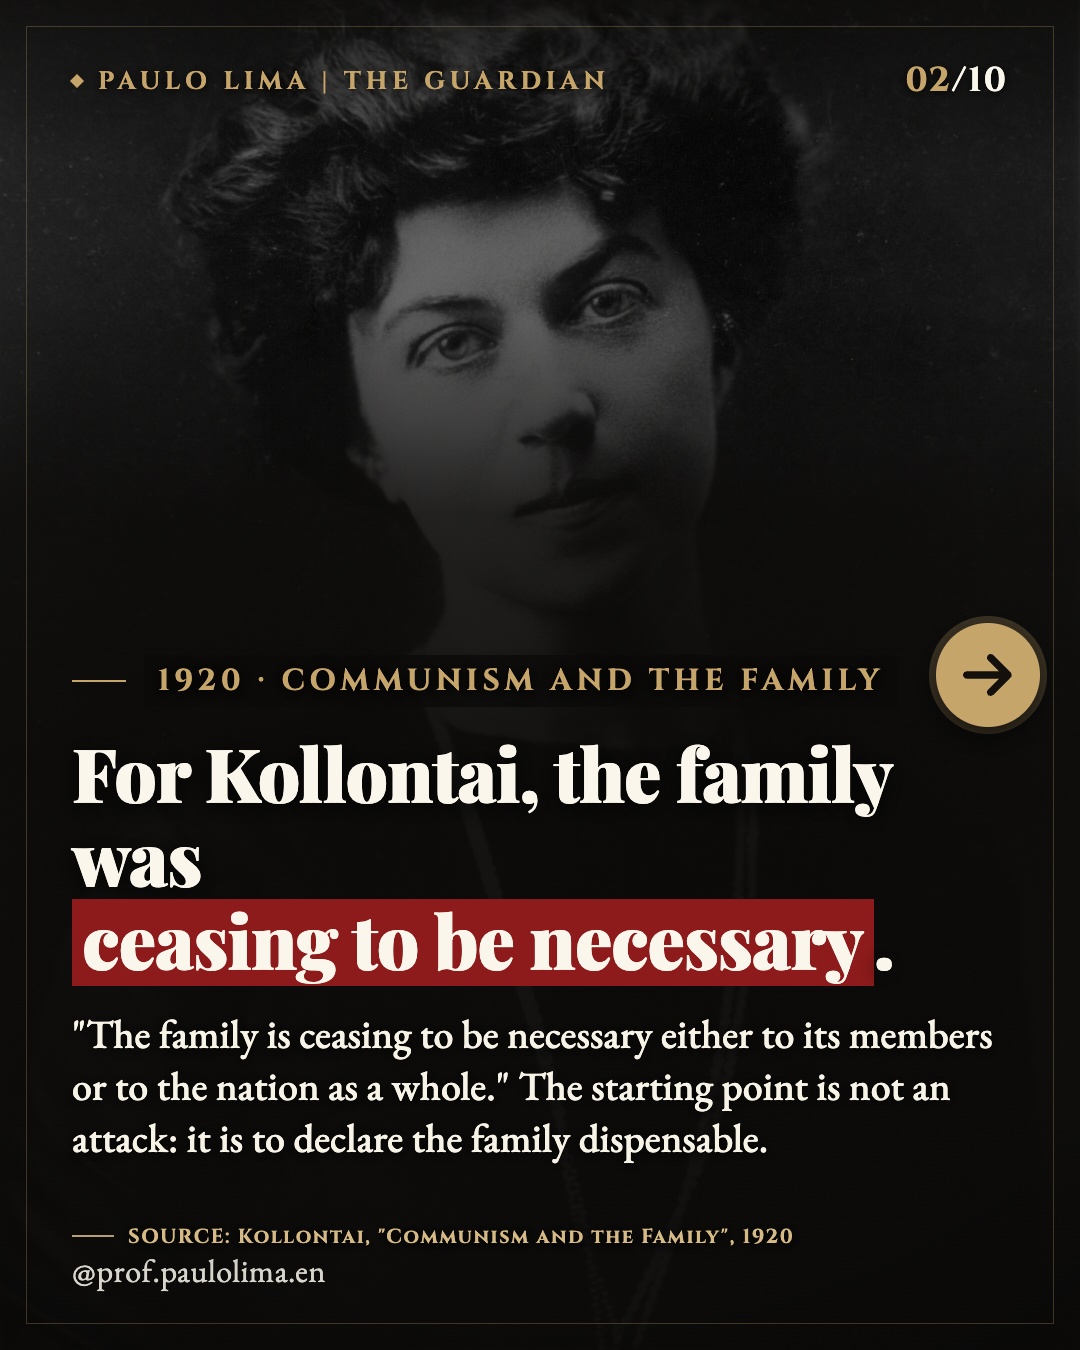 ◆ PAULO LIMA | THE GUARDIAN
02/10
1920 · COMMUNISM AND THE FAMILY
For Kollontai, the family
was
ceasing to be necessary.
"The family is ceasing to be necessary either to its members
or to the nation as a whole." The starting point is not an
attack: it is to declare the family dispensable.
SOURCE: Kollontai, "Communism and the Family", 1920
@prof.paulolima.en